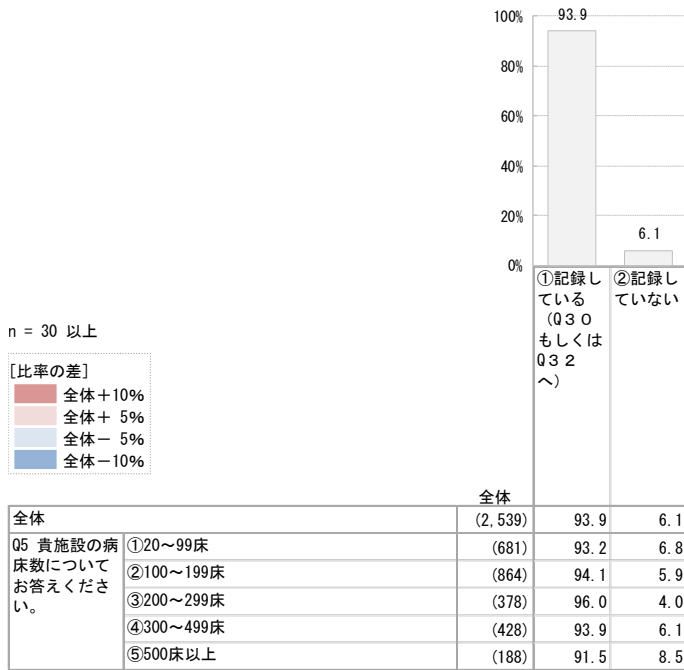 100%
93.9
80%
60%
40%
20%
6.1
0%
①記録し
ている
（Q３０
もしくは
Q３２
へ）
②記録し
ていない
n = 30 以上
[比率の差]
全体＋10%
全体＋ 5%
全体－ 5%
全体－10%
全体
全体 (2,539) 93.9 6.1
Q5 貴施設の病
床数について
お答えくださ
い。
①20～99床 (681) 93.2 6.8
②100～199床 (864) 94.1 5.9
③200～299床 (378) 96.0 4.0
④300～499床 (428) 93.9 6.1
⑤500床以上 (188) 91.5 8.5